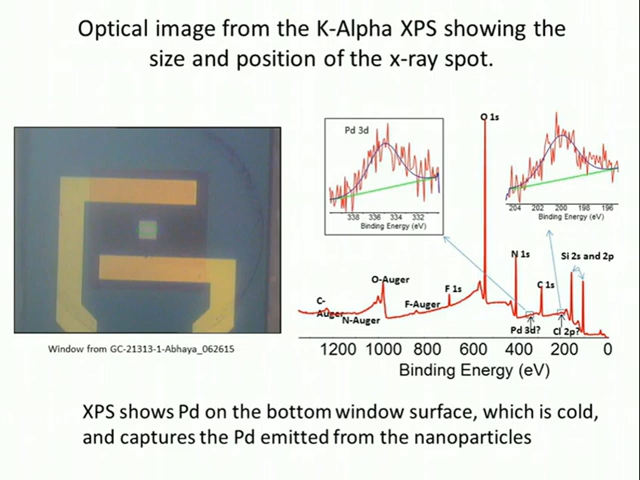 Optical image from the K-Alpha XPS showing the
size and position of the x-ray spot.
Window from GC-21313-1-Abhaya_062615
Pd 3d
338 336 334 332
Binding Energy (eV)
204 202 200 198 196
Binding Energy (eV)
O 1s
N 1s
Si 2s and 2p
C 1s
F 1s
O-Auger
F-Auger
C-
Auger
N-Auger
Pd 3d?
Cl 2p?
1200 1000 800 600 400 200 0
Binding Energy (eV)
XPS shows Pd on the bottom window surface, which is cold,
and captures the Pd emitted from the nanoparticles